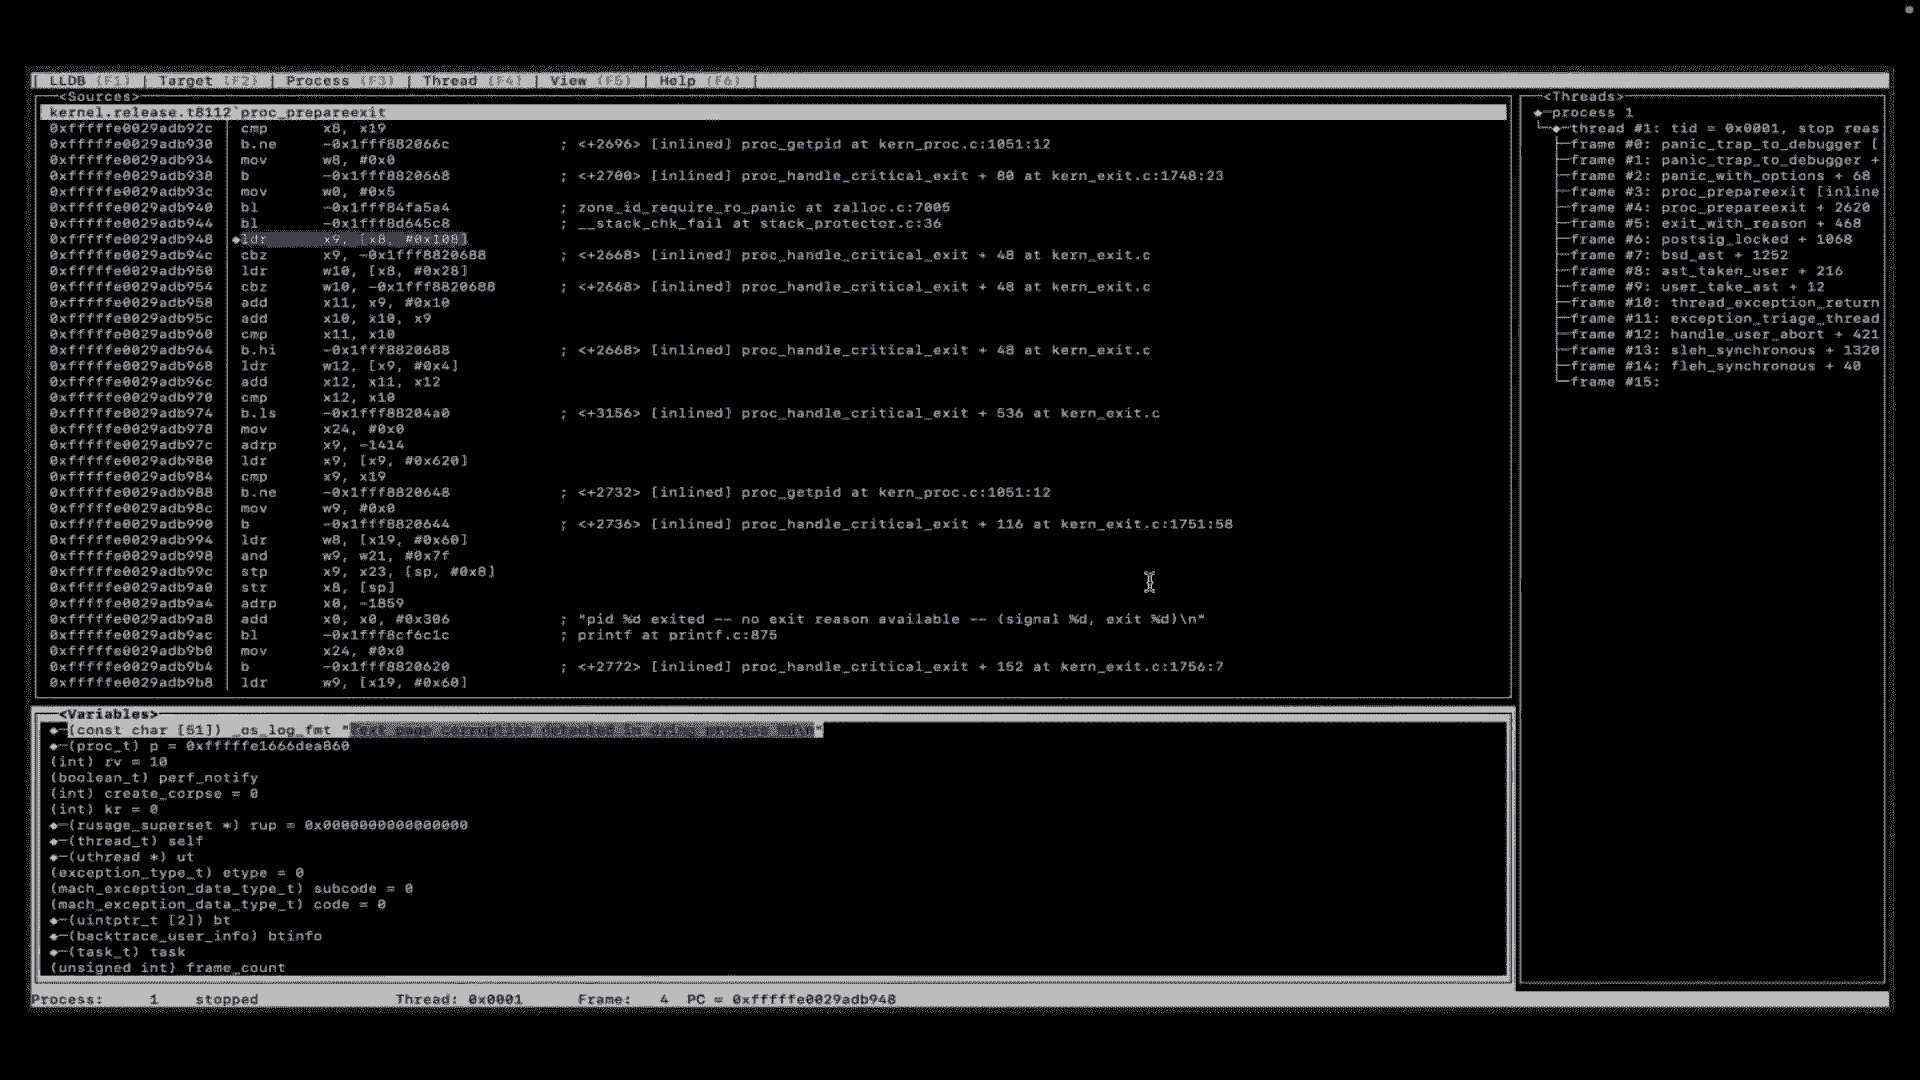 | LLDB (F1) | Target (F2) | Process (F3) | Thread (F4) | View (F5) | Help (F6) |
<Sources>
kernel.release.t8112`proc_prepareexit
0xfffffe0029adb92c cmp x8, x19
0xfffffe0029adb930 b.ne -0x1fff882066c ; <+2696> [inlined] proc_getpid at kern_proc.c:1051:12
0xfffffe0029adb934 mov w8, #0x0
0xfffffe0029adb938 b -0x1fff8820668 ; <+2700> [inlined] proc_handle_critical_exit + 80 at kern_exit.c:1748:23
0xfffffe0029adb93c mov w0, #0x5
0xfffffe0029adb940 bl -0x1fff84fa5a4 ; zone_id_require_ro_panic at zalloc.c:7005
0xfffffe0029adb944 bl -0x1fff8d645c8 ; __stack_chk_fail at stack_protector.c:36
0xfffffe0029adb948 ◆ldr x9, [x8, #0x108]
0xfffffe0029adb94c cbz x9, -0x1fff8820688 ; <+2668> [inlined] proc_handle_critical_exit + 48 at kern_exit.c
0xfffffe0029adb950 ldr w10, [x8, #0x28]
0xfffffe0029adb954 cbz w10, -0x1fff8820688 ; <+2668> [inlined] proc_handle_critical_exit + 48 at kern_exit.c
0xfffffe0029adb958 add x11, x9, #0x10
0xfffffe0029adb95c add x10, x10, x9
0xfffffe0029adb960 cmp x11, x10
0xfffffe0029adb964 b.hi -0x1fff8820688 ; <+2668> [inlined] proc_handle_critical_exit + 48 at kern_exit.c
0xfffffe0029adb968 ldr w12, [x9, #0x4]
0xfffffe0029adb96c add x12, x11, x12
0xfffffe0029adb970 cmp x12, x10
0xfffffe0029adb974 b.ls -0x1fff88204a0 ; <+3156> [inlined] proc_handle_critical_exit + 536 at kern_exit.c
0xfffffe0029adb978 mov x24, #0x0
0xfffffe0029adb97c adrp x9, -1414
0xfffffe0029adb980 ldr x9, [x9, #0x620]
0xfffffe0029adb984 cmp x9, x19
0xfffffe0029adb988 b.ne -0x1fff8820648 ; <+2732> [inlined] proc_getpid at kern_proc.c:1051:12
0xfffffe0029adb98c mov w9, #0x0
0xfffffe0029adb990 b -0x1fff8820644 ; <+2736> [inlined] proc_handle_critical_exit + 116 at kern_exit.c:1751:58
0xfffffe0029adb994 ldr w8, [x19, #0x60]
0xfffffe0029adb998 and w9, w21, #0x7f
0xfffffe0029adb99c stp x9, x23, [sp, #0x8]
0xfffffe0029adb9a0 str x8, [sp]
0xfffffe0029adb9a4 adrp x0, -1859
0xfffffe0029adb9a8 add x0, x0, #0x306 ; "pid %d exited -- no exit reason available -- (signal %d, exit %d)\n"
0xfffffe0029adb9ac bl -0x1fff8cf6c1c ; printf at printf.c:875
0xfffffe0029adb9b0 mov x24, #0x0
0xfffffe0029adb9b4 b -0x1fff8820620 ; <+2772> [inlined] proc_handle_critical_exit + 152 at kern_exit.c:1756:7
0xfffffe0029adb9b8 ldr w9, [x19, #0x60]
<Threads>
◆─process 1
◆─thread #1: tid = 0x0001, stop reas
frame #0: panic_trap_to_debugger [
frame #1: panic_trap_to_debugger +
frame #2: panic_with_options + 68
frame #3: proc_prepareexit [inline
frame #4: proc_prepareexit + 2620
frame #5: exit_with_reason + 468
frame #6: postsig_locked + 1068
frame #7: bsd_ast + 1252
frame #8: ast_taken_user + 216
frame #9: user_take_ast + 12
frame #10: thread_exception_return
frame #11: exception_triage_thread
frame #12: handle_user_abort + 421
frame #13: sleh_synchronous + 1320
frame #14: fleh_synchronous + 40
frame #15:
<Variables>
◆─(const char [51]) _os_log_fmt "text page corruption detected in dying process %d\n"
◆─(proc_t) p = 0xfffffe1666dea860
(int) rv = 10
(boolean_t) perf_notify
(int) create_corpse = 0
(int) kr = 0
◆─(rusage_superset *) rup = 0x0000000000000000
◆─(thread_t) self
◆─(uthread *) ut
(exception_type_t) etype = 0
(mach_exception_data_type_t) subcode = 0
(mach_exception_data_type_t) code = 0
◆─(uintptr_t [2]) bt
◆─(backtrace_user_info) btinfo
◆─(task_t) task
(unsigned int) frame_count
Process: 1 stopped Thread: 0x0001 Frame: 4 PC = 0xfffffe0029adb948